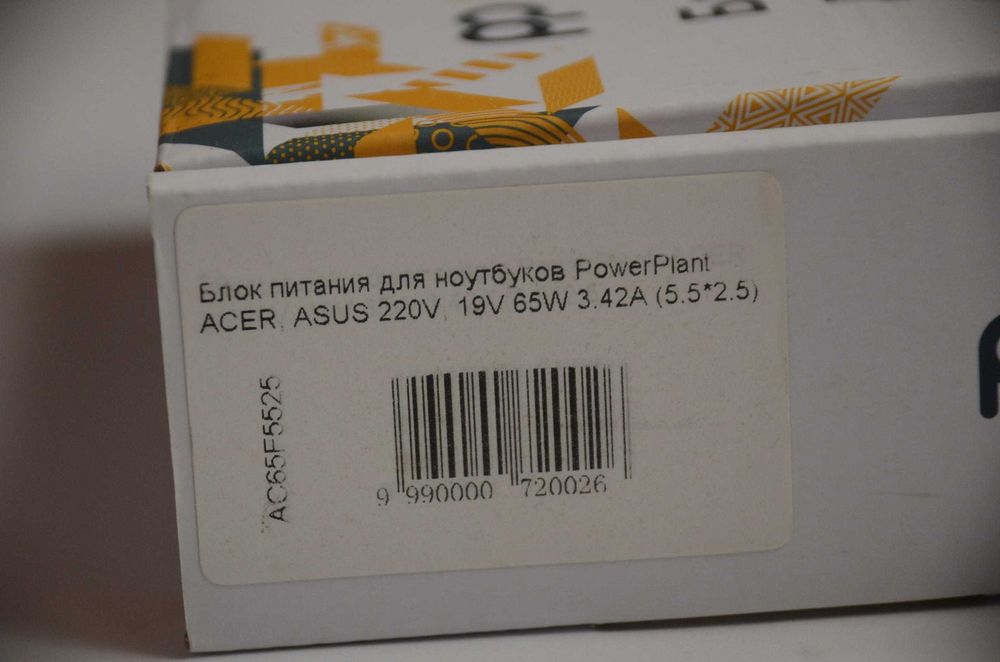 Блок питания для ноутбуков PowerPlant
ACER, ASUS 220V, 19V 65W 3.42A (5.5*2.5)
AC65F5525
9 990000 720026